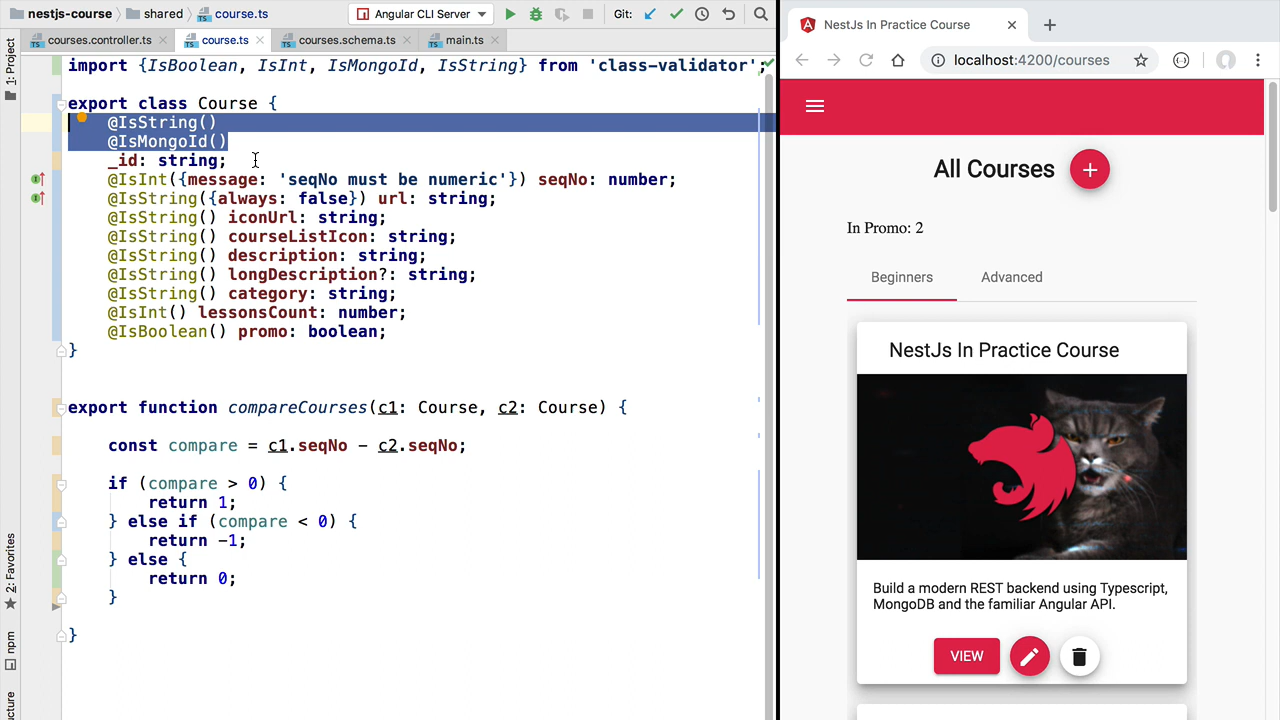 nestjs-course
shared
course.ts
Angular CLI Server
Git:
courses.controller.ts
course.ts
courses.schema.ts
main.ts
1: Project
2: Favorites
npm
ucture
import {IsBoolean, IsInt, IsMongoId, IsString} from 'class-validator';
export class Course {
@IsString()
@IsMongoId()
_id: string;
@IsInt({message: 'seqNo must be numeric'}) seqNo: number;
@IsString({always: false}) url: string;
@IsString() iconUrl: string;
@IsString() courseListIcon: string;
@IsString() description: string;
@IsString() longDescription?: string;
@IsString() category: string;
@IsInt() lessonsCount: number;
@IsBoolean() promo: boolean;
}
export function compareCourses(c1: Course, c2: Course) {
const compare = c1.seqNo - c2.seqNo;
if (compare > 0) {
return 1;
} else if (compare < 0) {
return -1;
} else {
return 0;
}
}
NestJs In Practice Course
localhost:4200/courses
All Courses
In Promo: 2
Beginners
Advanced
NestJs In Practice Course
Build a modern REST backend using Typescript,
MongoDB and the familiar Angular API.
VIEW